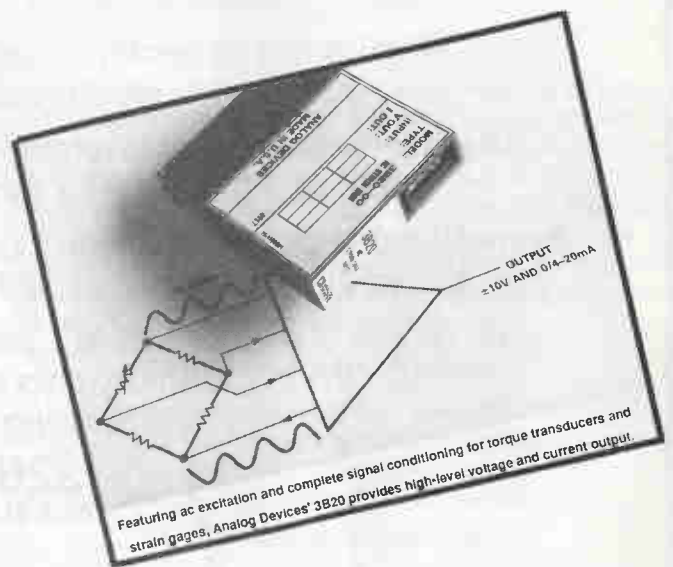 ANALOG DEVICES
MADE IN U.S.A.
MODEL:
TYPE:
INPUT:
V OUT:
I OUT:
3B20
OUTPUT
±10V AND 0/4–20mA
Featuring ac excitation and complete signal conditioning for torque transducers and
strain gages, Analog Devices' 3B20 provides high-level voltage and current output.